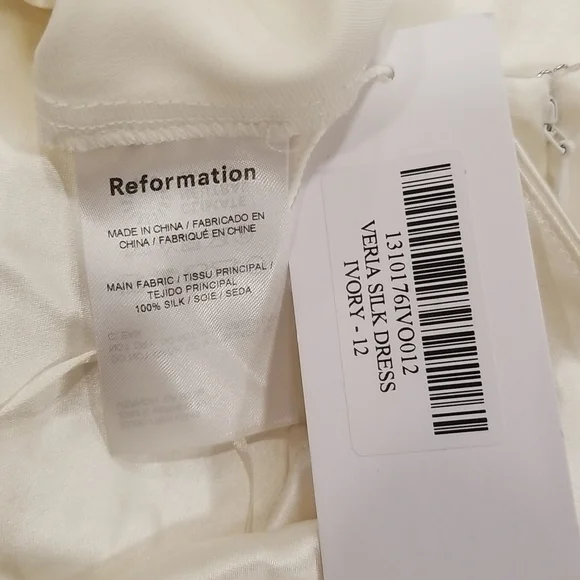 Reformation
MADE IN CHINA / FABRICADO EN
CHINA / FABRIQUÉ EN CHINE
MAIN FABRIC / TISSU PRINCIPAL /
TEJIDO PRINCIPAL
100% SILK / SOIE / SEDA
1310176IVO012
VERIA SILK DRESS
IVORY - 12